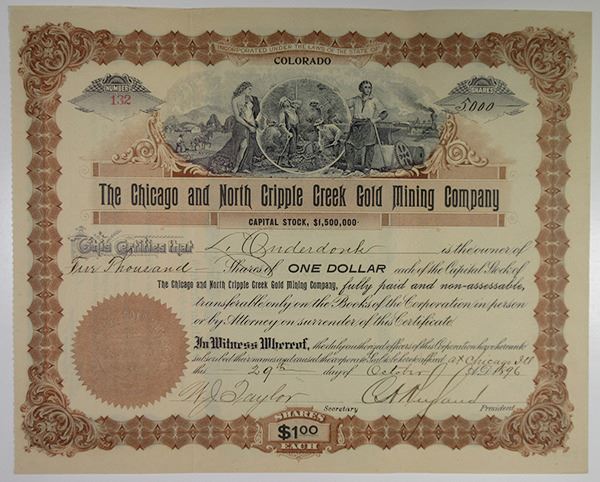 INCORPORATED UNDER THE LAWS OF THE STATE OF
COLORADO
NUMBER
132
SHARES
5000
The Chicago and North Cripple Creek Gold Mining Company
CAPITAL STOCK, $1,500,000.
This Certifies that L. Onderdonk is the owner of
Five Thousand Shares of ONE DOLLAR each of the Capital Stock of
The Chicago and North Cripple Creek Gold Mining Company, fully paid and non-assessable,
transferable only on the Books of the Corporation in person
or by Attorney on surrender of this Certificate.
In Witness Whereof, the duly authorized officers of this Corporation have hereunto
subscribed their names and caused the corporate Seal to be hereto affixed at Chicago Ill
this 29th day of October A.D. 1896
Taylor
Secretary
President
SHARES
$1.00
EACH